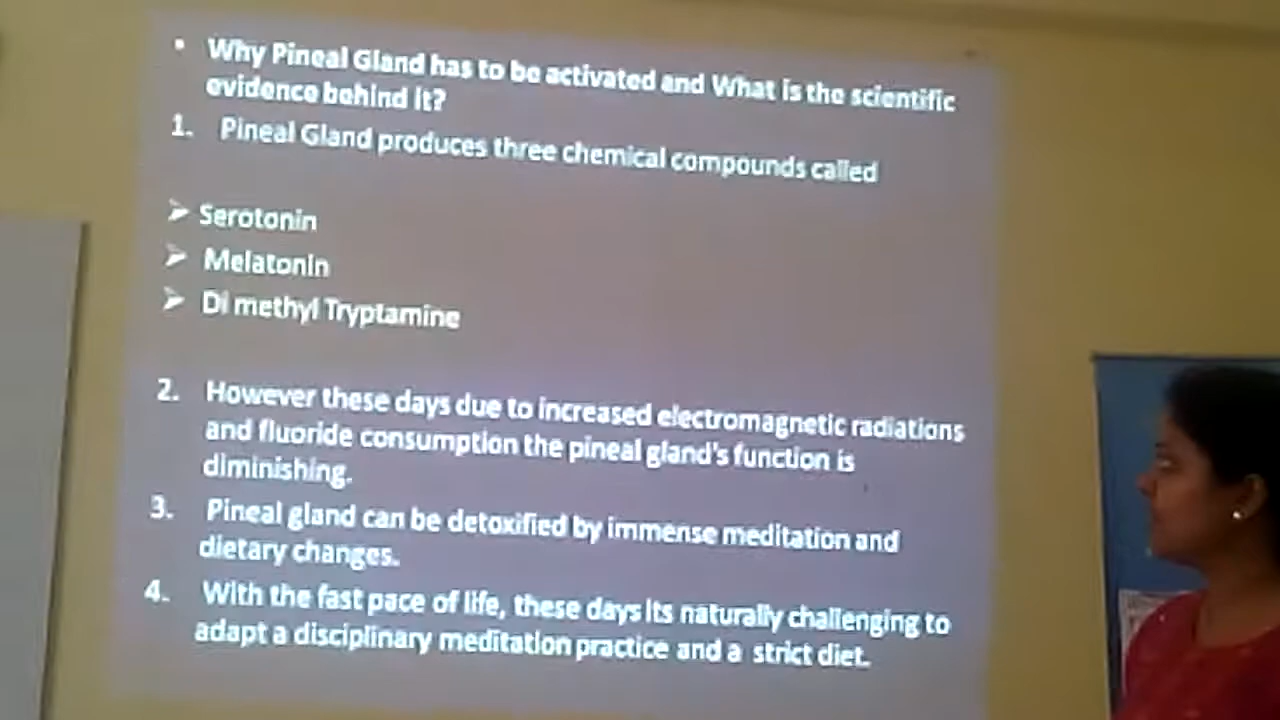 • Why Pineal Gland has to be activated and What is the scientific
evidence behind it?
1. Pineal Gland produces three chemical compounds called
➢ Serotonin
➢ Melatonin
➢ Di methyl Tryptamine
2. However these days due to increased electromagnetic radiations
and fluoride consumption the pineal gland's function is
diminishing.
3. Pineal gland can be detoxified by immense meditation and
dietary changes.
4. With the fast pace of life, these days its naturally challenging to
adapt a disciplinary meditation practice and a strict diet.